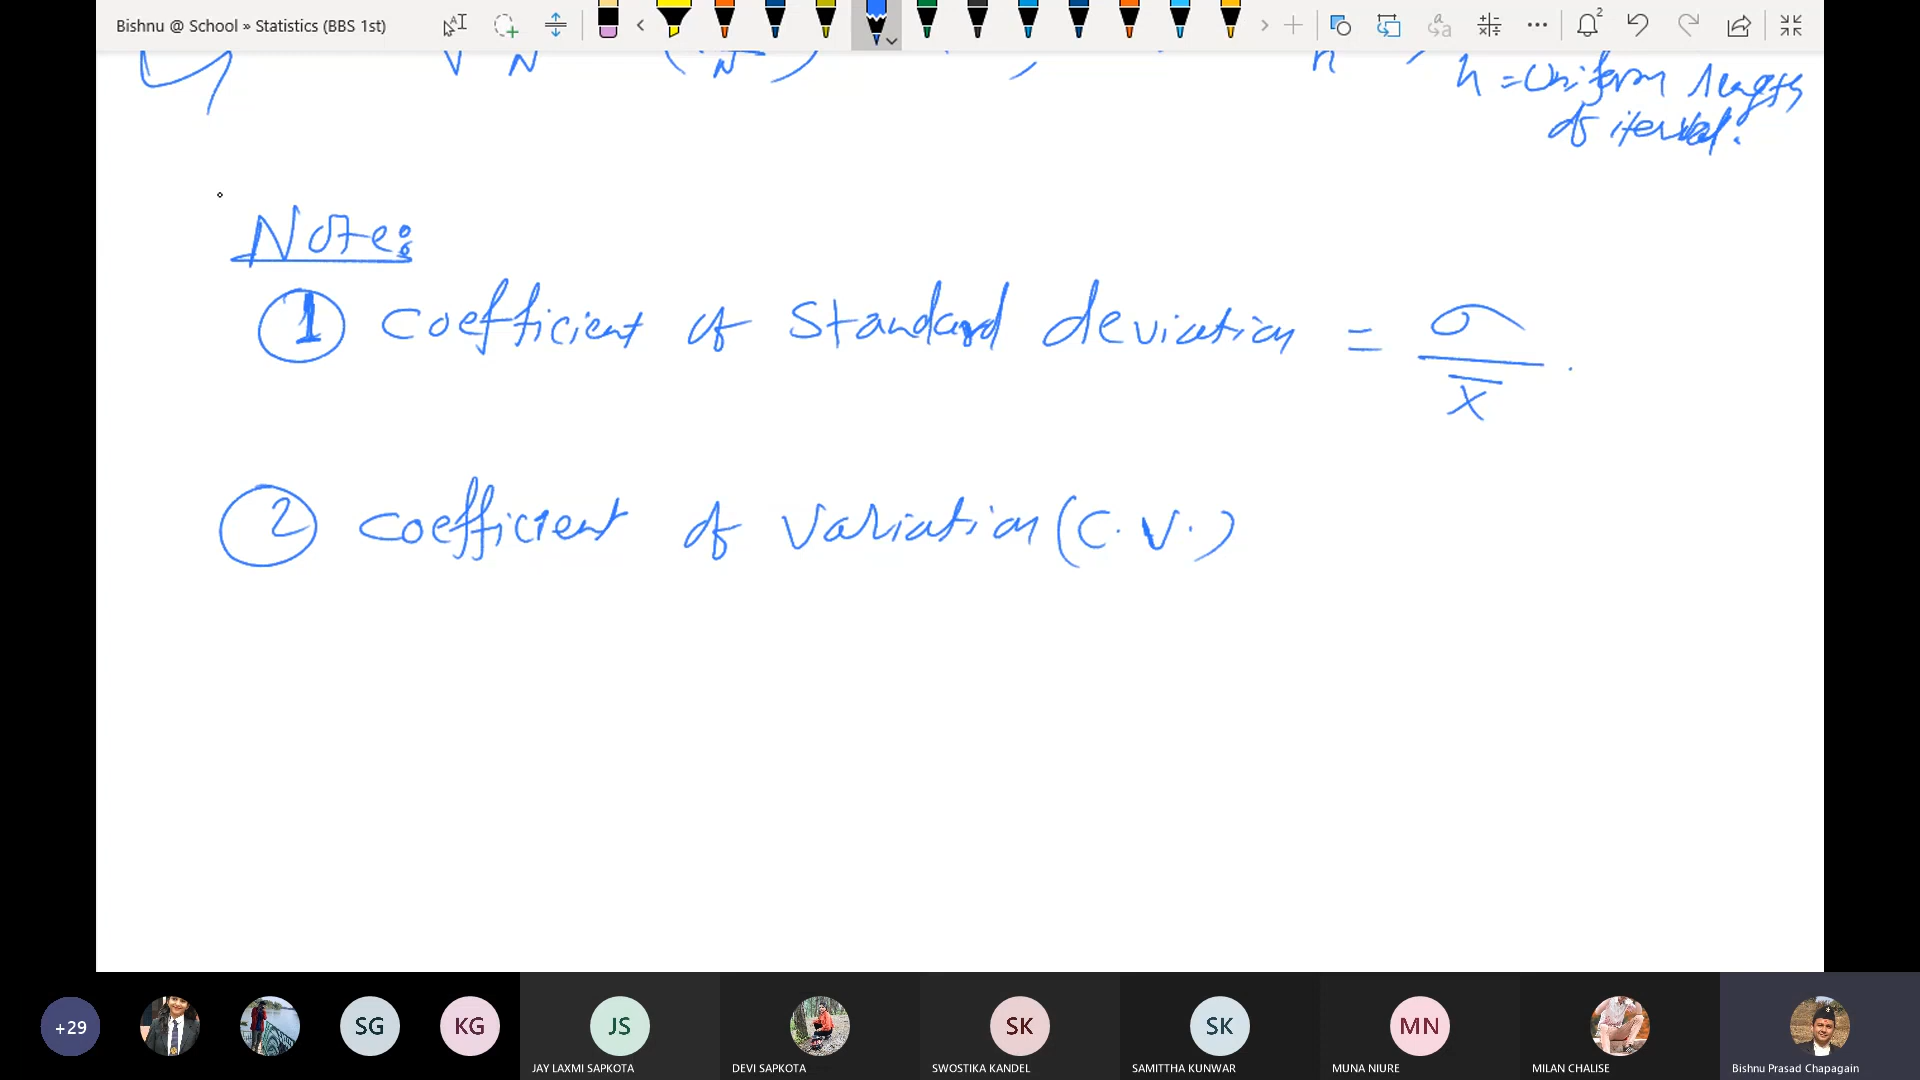 Bishnu @ School » Statistics (BBS 1st)
2
N N h
h = Uniform length
of iterval.
Note:
① Coefficient of Standard deviation = σ / x̄ .
② Coefficient of Variation (C.V.)
+29
SG
KG
JS
SK
SK
MN
JAY LAXMI SAPKOTA
DEVI SAPKOTA
SWOSTIKA KANDEL
SAMITTHA KUNWAR
MUNA NIURE
MILAN CHALISE
Bishnu Prasad Chapagain